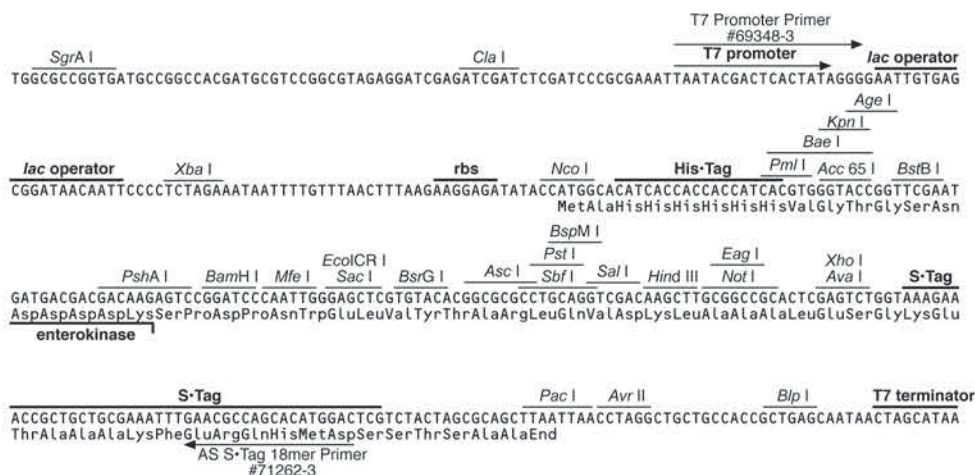 T7 Promoter Primer
#69348-3
SgrA I Cla I T7 promoter lac operator
TGGCGCCGGTGATGCCGGCCACGATGCGTCCGGCGTAGAGGATCGAGATCGATCTCGATCCCGCGAAATTAATACGACTCACTATAGGGGAATTGTGAG
Age I
Kpn I
Bae I
lac operator Xba I rbs Nco I His•Tag Pml I Acc 65 I BstB I
CGGATAACAATTCCCCTCTAGAAATAATTTTGTTTAACTTTAAGAAGGAGATATACCATGGCACATCACCACCACCATCACGTGGGTACCGGTTCGAAT
MetAlaHisHisHisHisHisHisValGlyThrGlySerAsn
BspM I
EcoICR I Pst I Eag I Xho I
PshA I BamH I Mfe I Sac I BsrG I Asc I Sbf I Sal I Hind III Not I Ava I S•Tag
GATGACGACGACAAGAGTCCGGATCCCAATTGGGAGCTCGTGTACACGGCGCGCCTGCAGGTCGACAAGCTTGCGGCCGCACTCGAGTCTGGTAAAGAA
AspAspAspAspLysSerProAspProAsnTrpGluLeuValTyrThrAlaArgLeuGlnValAspLysLeuAlaAlaAlaLeuGluSerGlyLysGlu
enterokinase
S•Tag Pac I Avr II Blp I T7 terminator
ACCGCTGCTGCGAAATTTGAACGCCAGCACATGGACTCGTCTACTAGCGCAGCTTAATTAACCTAGGCTGCTGCCACCGCTGAGCAATAACTAGCATAA
ThrAlaAlaAlaLysPheGluArgGlnHisMetAspSerSerThrSerAlaAlaEnd
AS S•Tag 18mer Primer
#71262-3